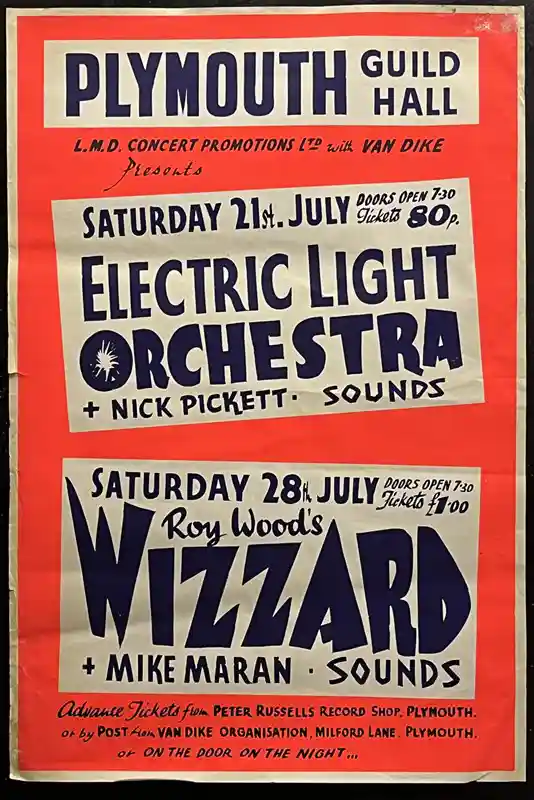 PLYMOUTH GUILD HALL
L.M.D. CONCERT PROMOTIONS LTD with VAN DIKE
Presents
SATURDAY 21st. JULY DOORS OPEN 7·30 Tickets 80p.
ELECTRIC LIGHT
ORCHESTRA
+ NICK PICKETT · SOUNDS
SATURDAY 28th JULY DOORS OPEN 7·30 Tickets £1·00
Roy Wood's
WIZZARD
+ MIKE MARAN · SOUNDS
Advance Tickets from PETER RUSSELLS RECORD SHOP, PLYMOUTH.
or by POST from VAN DIKE ORGANISATION, MILFORD LANE. PLYMOUTH.
or ON THE DOOR ON THE NIGHT...